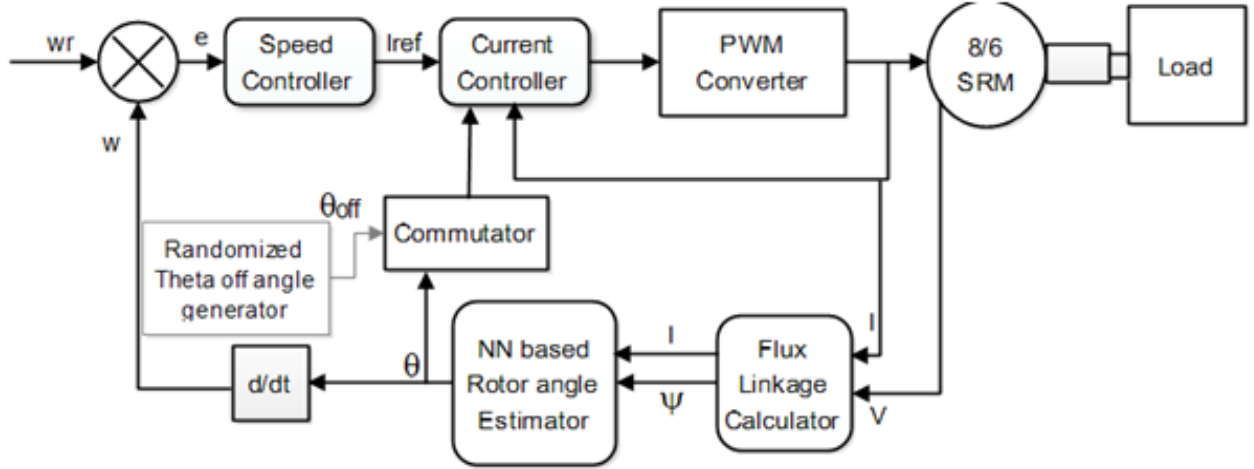 wr
e
Speed
Controller
Iref
Current
Controller
PWM
Converter
8/6
SRM
Load
w
θoff
Randomized
Theta off angle
generator
Commutator
d/dt
θ
NN based
Rotor angle
Estimator
I
ψ
Flux
Linkage
Calculator
I
V